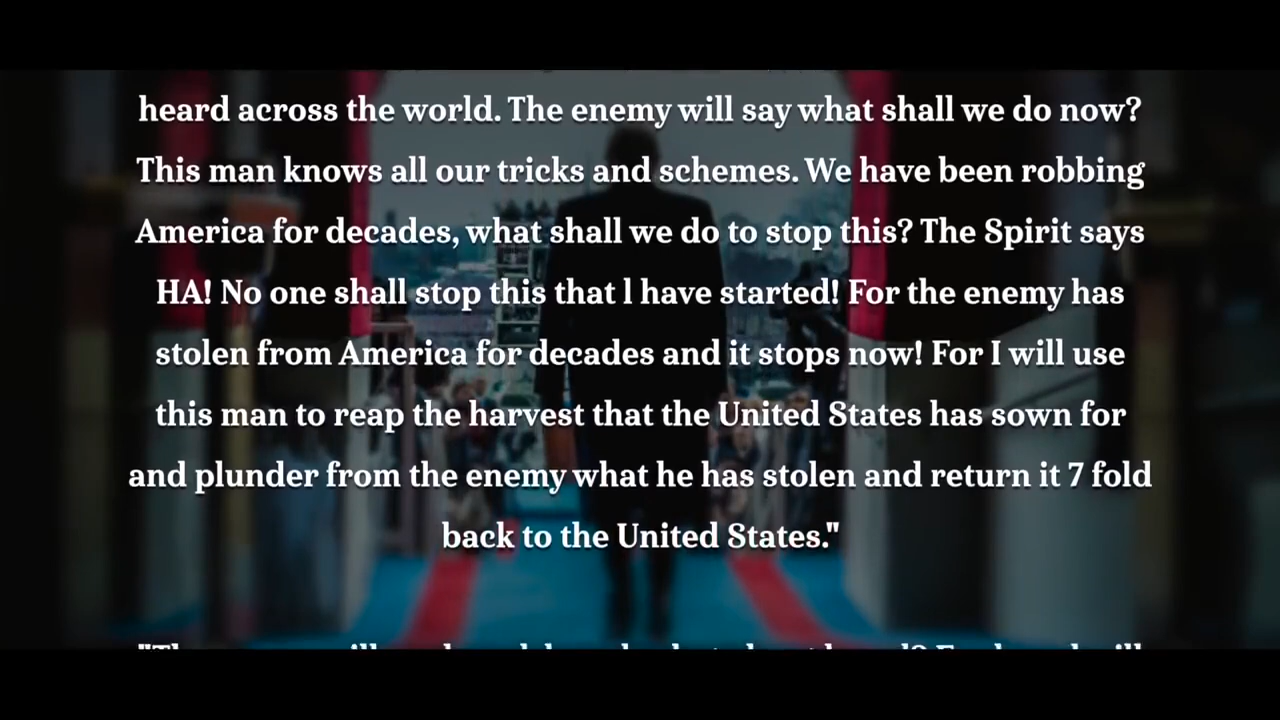 heard across the world. The enemy will say what shall we do now?
This man knows all our tricks and schemes. We have been robbing
America for decades, what shall we do to stop this? The Spirit says
HA! No one shall stop this that l have started! For the enemy has
stolen from America for decades and it stops now! For I will use
this man to reap the harvest that the United States has sown for
and plunder from the enemy what he has stolen and return it 7 fold
back to the United States."